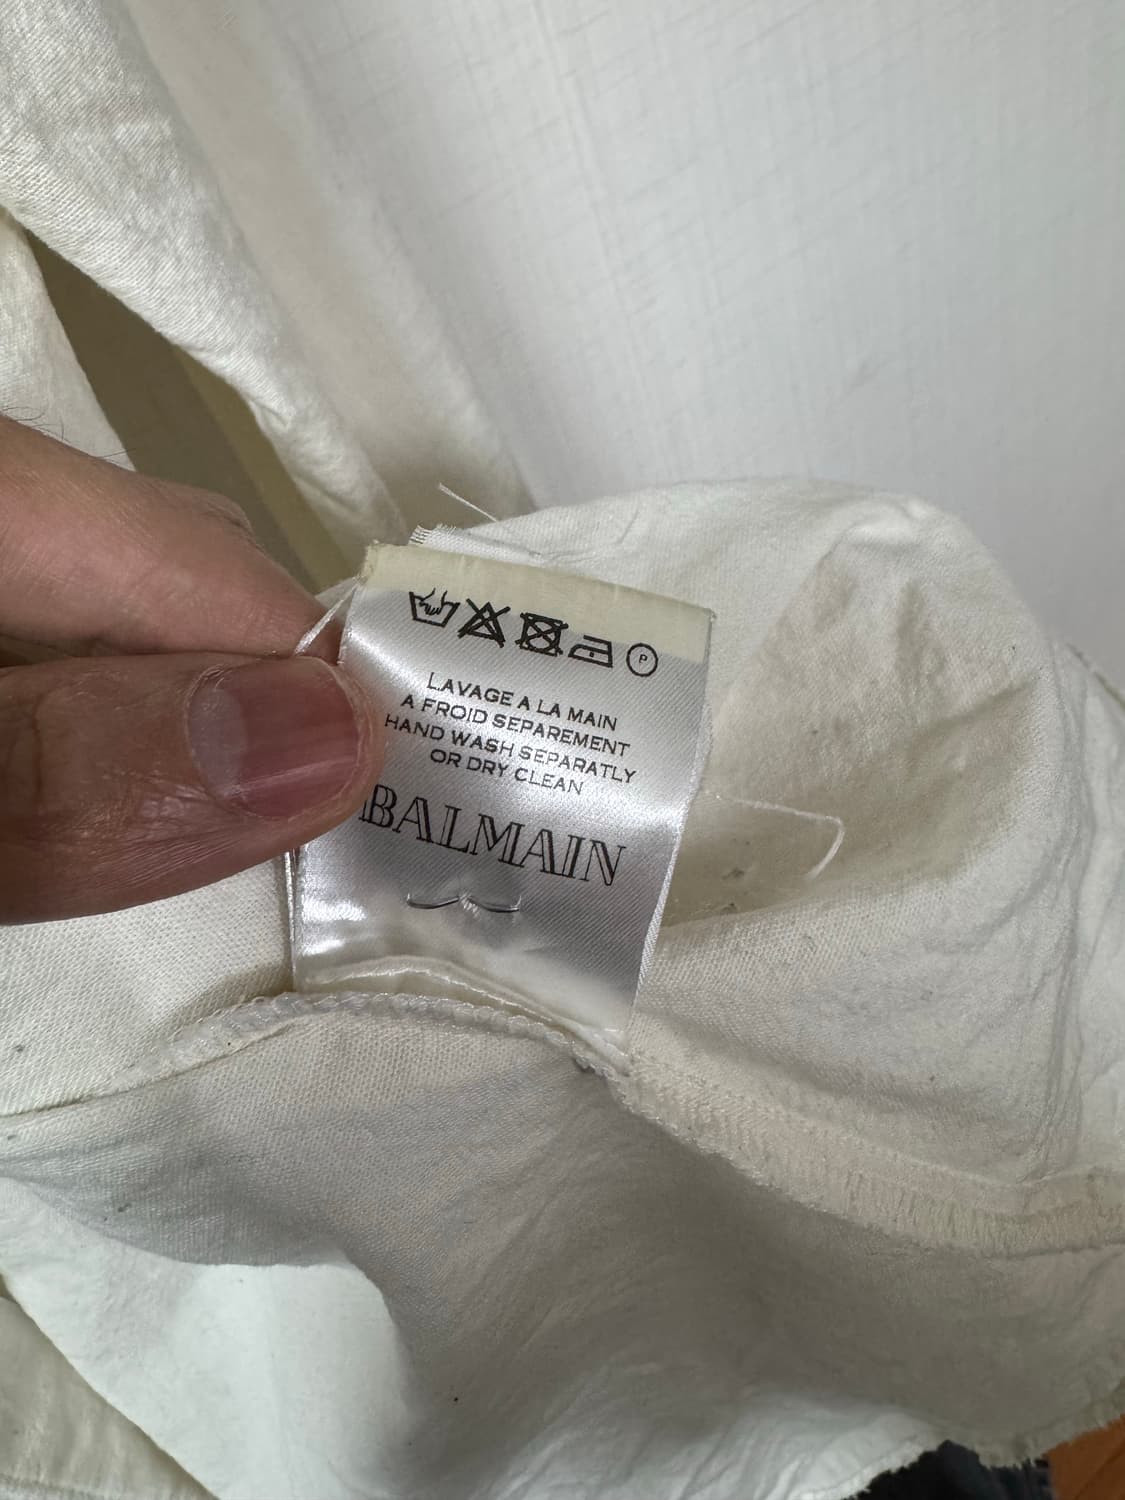 P
LAVAGE A LA MAIN
A FROID SEPAREMENT
HAND WASH SEPARATLY
OR DRY CLEAN
BALMAIN